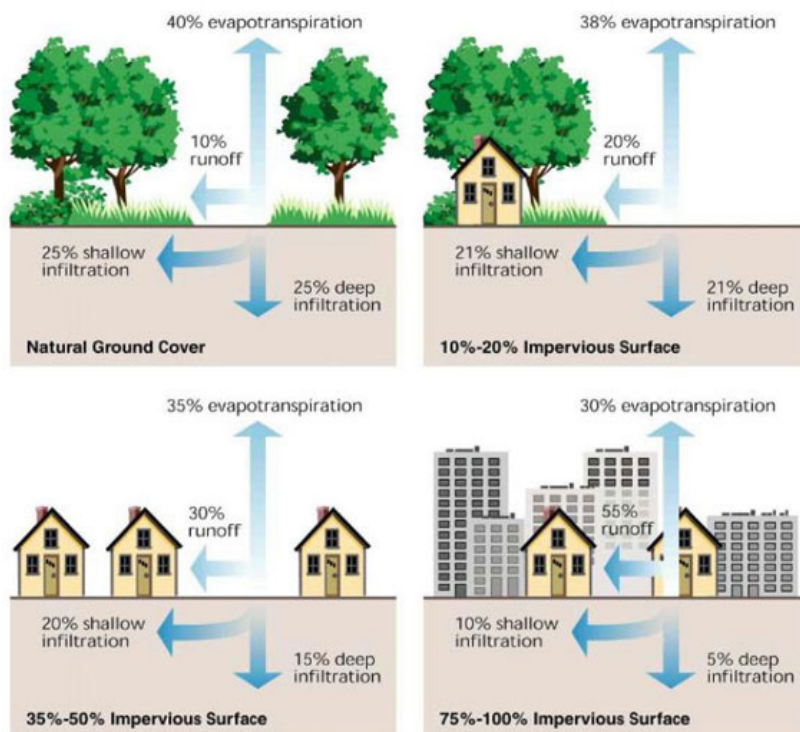 40% evapotranspiration
10%
runoff
25% shallow
infiltration
25% deep
infiltration
Natural Ground Cover
38% evapotranspiration
20%
runoff
21% shallow
infiltration
21% deep
infiltration
10%-20% Impervious Surface
35% evapotranspiration
30%
runoff
20% shallow
infiltration
15% deep
infiltration
35%-50% Impervious Surface
30% evapotranspiration
55%
runoff
10% shallow
infiltration
5% deep
infiltration
75%-100% Impervious Surface